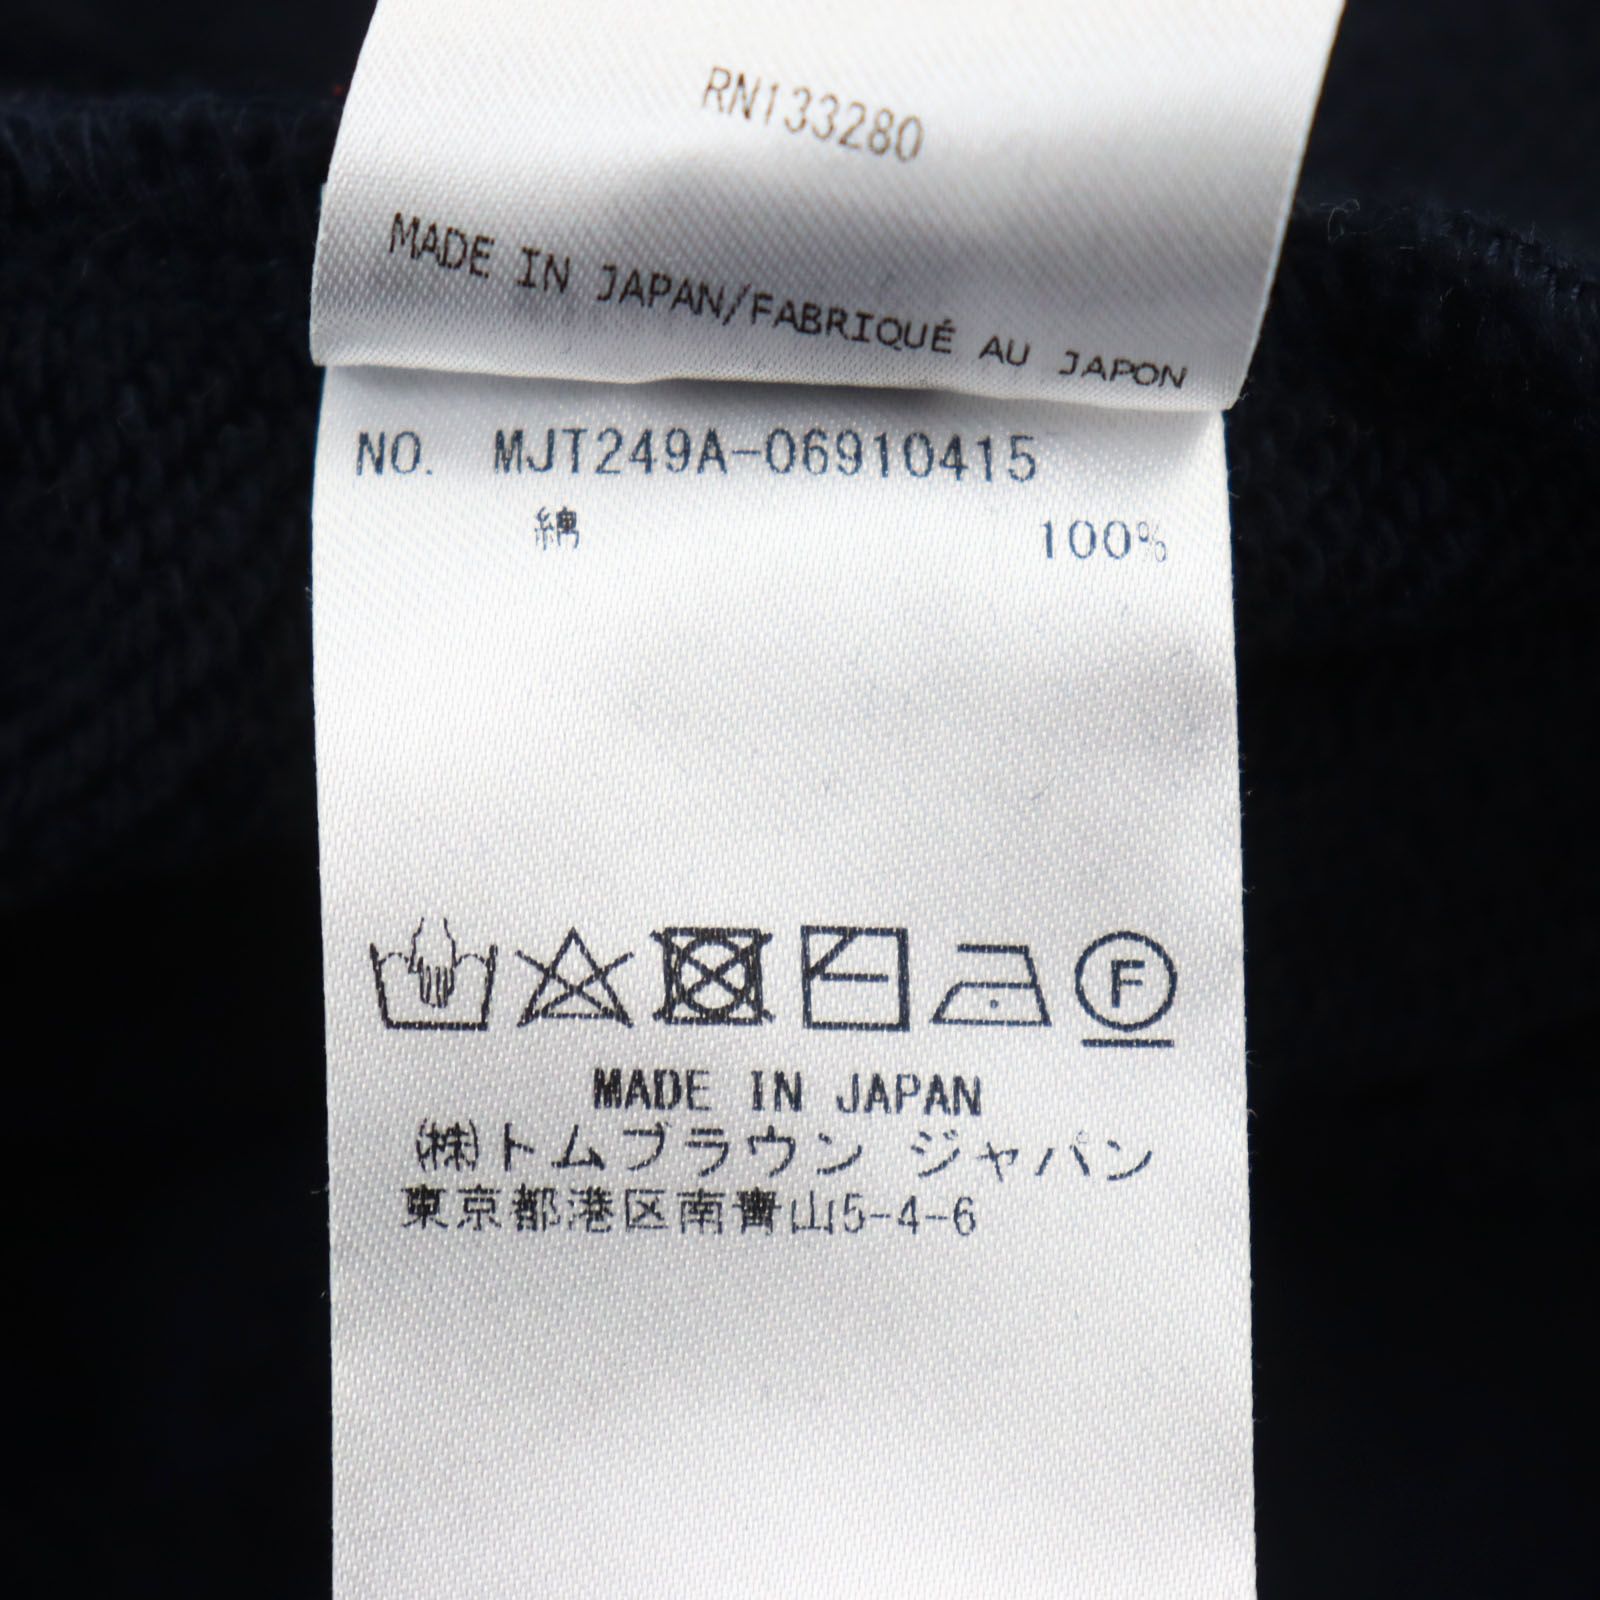 RN133280
MADE IN JAPAN/FABRIQUÉ AU JAPON
NO. MJT249A-06910415
綿 100%
F
MADE IN JAPAN
(株)トムブラウン ジャパン
東京都港区南青山5-4-6